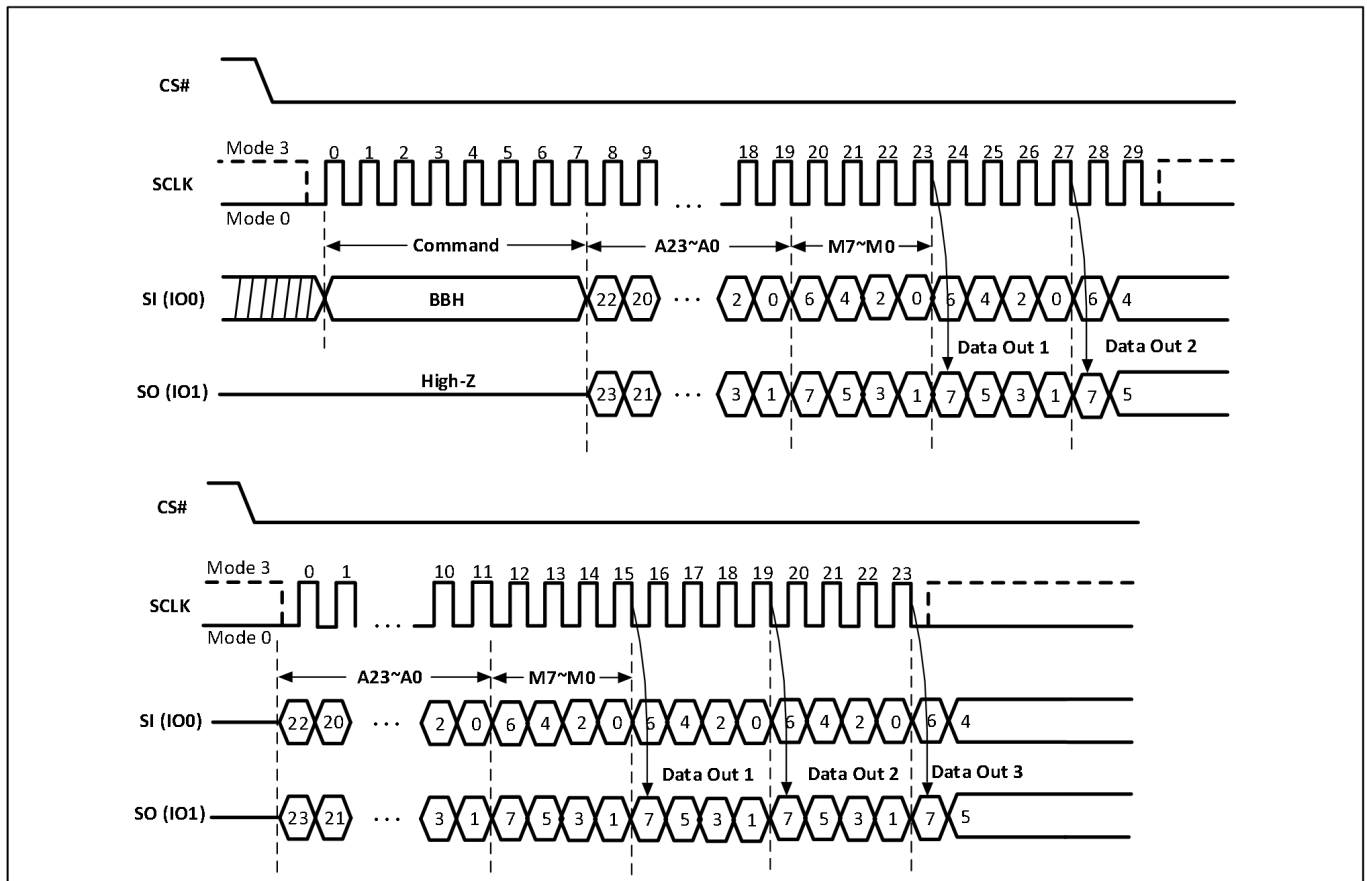 CS#
Mode 3
0 1 2 3 4 5 6 7 8 9 18 19 20 21 22 23 24 25 26 27 28 29
SCLK
. . .
Mode 0
Command A23~A0 M7~M0
SI (IO0) BBH 22 20 . . . 2 0 6 4 2 0 6 4 2 0 6 4
Data Out 1 Data Out 2
SO (IO1) High-Z 23 21 . . . 3 1 7 5 3 1 7 5 3 1 7 5
CS#
Mode 3
0 1 10 11 12 13 14 15 16 17 18 19 20 21 22 23
SCLK
. . .
Mode 0
A23~A0 M7~M0
SI (IO0) 22 20 . . . 2 0 6 4 2 0 6 4 2 0 6 4 2 0 6 4
Data Out 1 Data Out 2 Data Out 3
SO (IO1) 23 21 . . . 3 1 7 5 3 1 7 5 3 1 7 5 3 1 7 5